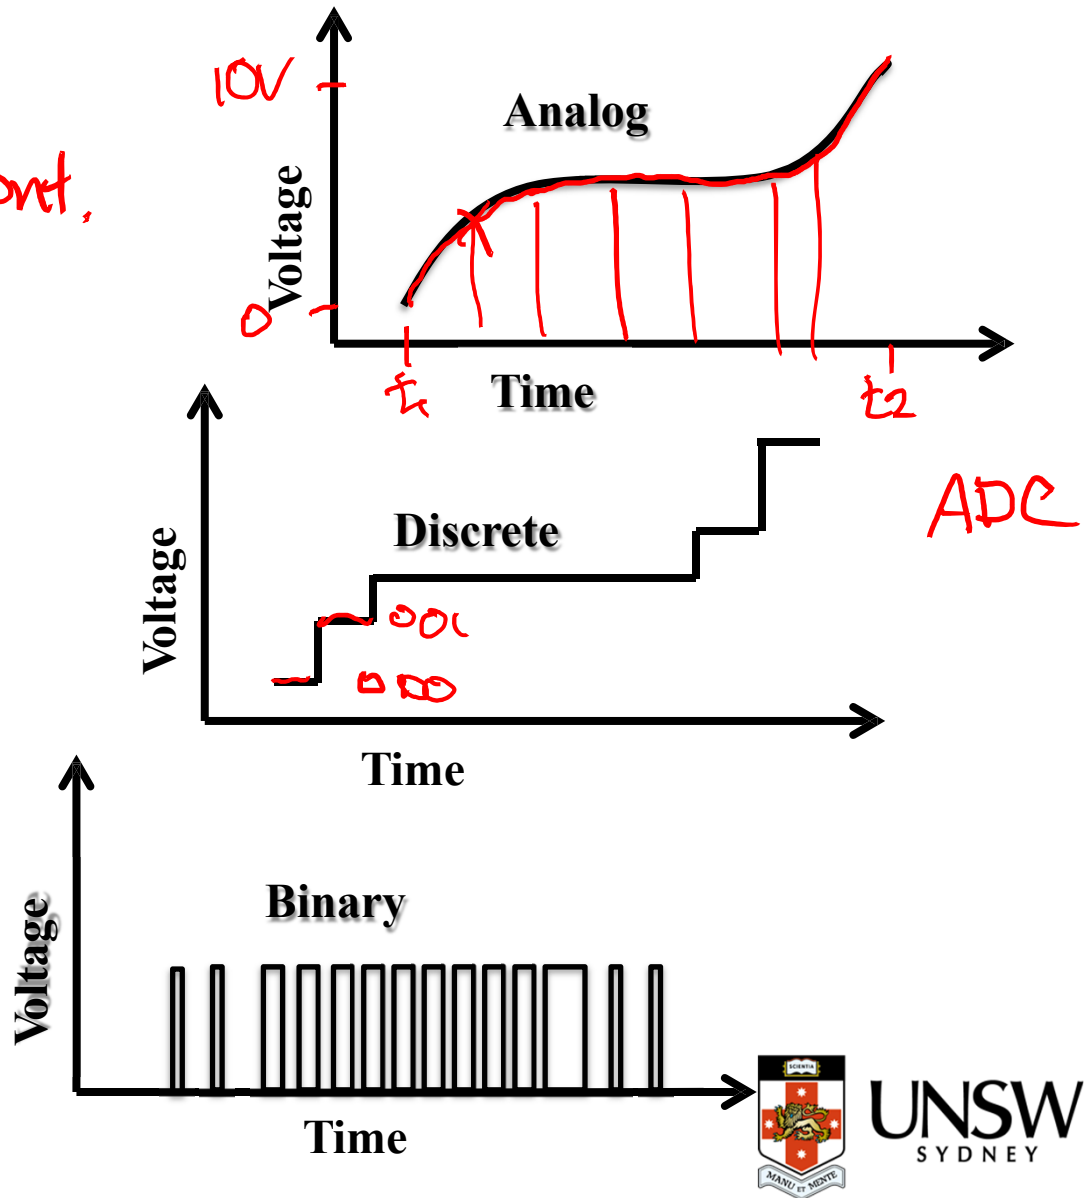 10V
Analog
ont.
Voltage
0
t₁
Time
t2
ADC
Discrete
Voltage
001
000
Time
Binary
Voltage
Time
SCIENTIA
UNSW
SYDNEY
MANU ET MENTE